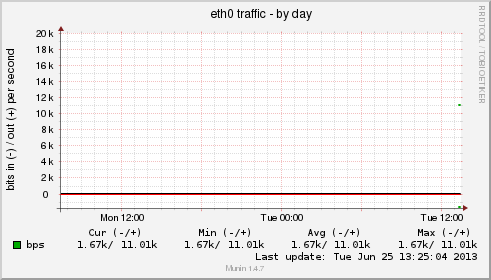 eth0 traffic - by day
RRDTOOL / TOBI OETIKER
bits in (-) / out (+) per second
20 k
18 k
16 k
14 k
12 k
10 k
8 k
6 k
4 k
2 k
0
Mon 12:00 Tue 00:00 Tue 12:00
Cur (-/+) Min (-/+) Avg (-/+) Max (-/+)
bps 1.67k/ 11.01k 1.67k/ 11.01k 1.67k/ 11.01k 1.67k/ 11.01k
Last update: Tue Jun 25 13:25:04 2013
Munin 1.4.7